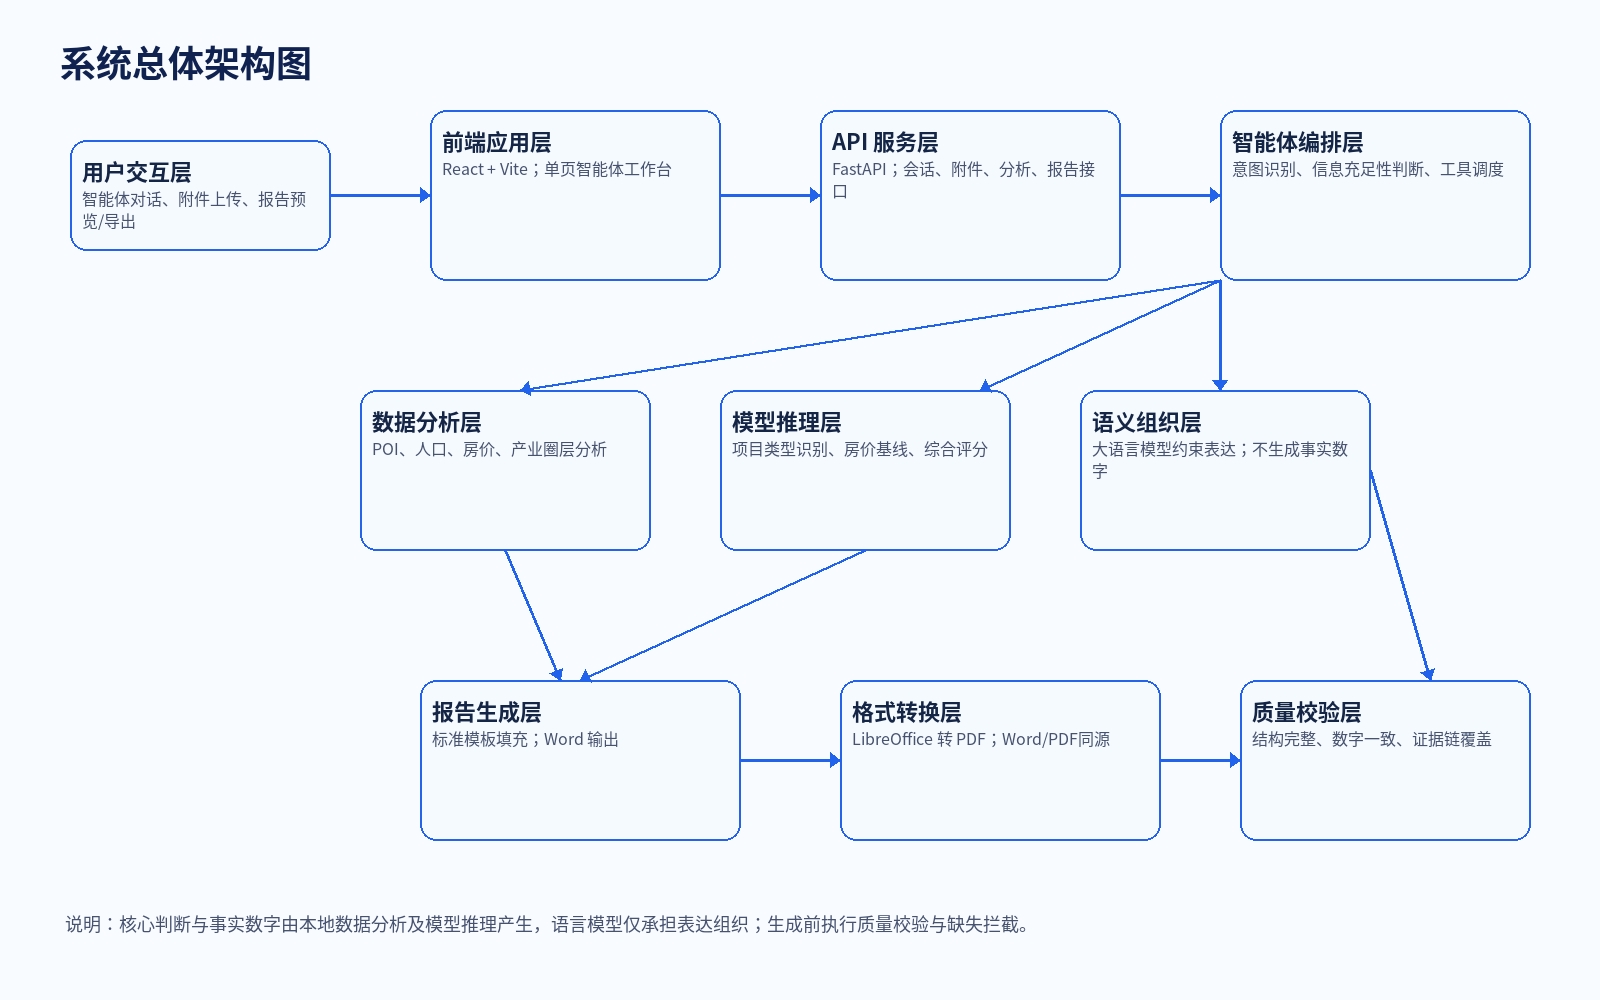 系统总体架构图
用户交互层
智能体对话、附件上传、报告预
览/导出
前端应用层
React + Vite；单页智能体工作台
API 服务层
FastAPI；会话、附件、分析、报告接
口
智能体编排层
意图识别、信息充足性判断、工具调度
数据分析层
POI、人口、房价、产业圈层分析
模型推理层
项目类型识别、房价基线、综合评分
语义组织层
大语言模型约束表达；不生成事实数
字
报告生成层
标准模板填充；Word 输出
格式转换层
LibreOffice 转 PDF；Word/PDF同源
质量校验层
结构完整、数字一致、证据链覆盖
说明：核心判断与事实数字由本地数据分析及模型推理产生，语言模型仅承担表达组织；生成前执行质量校验与缺失拦截。